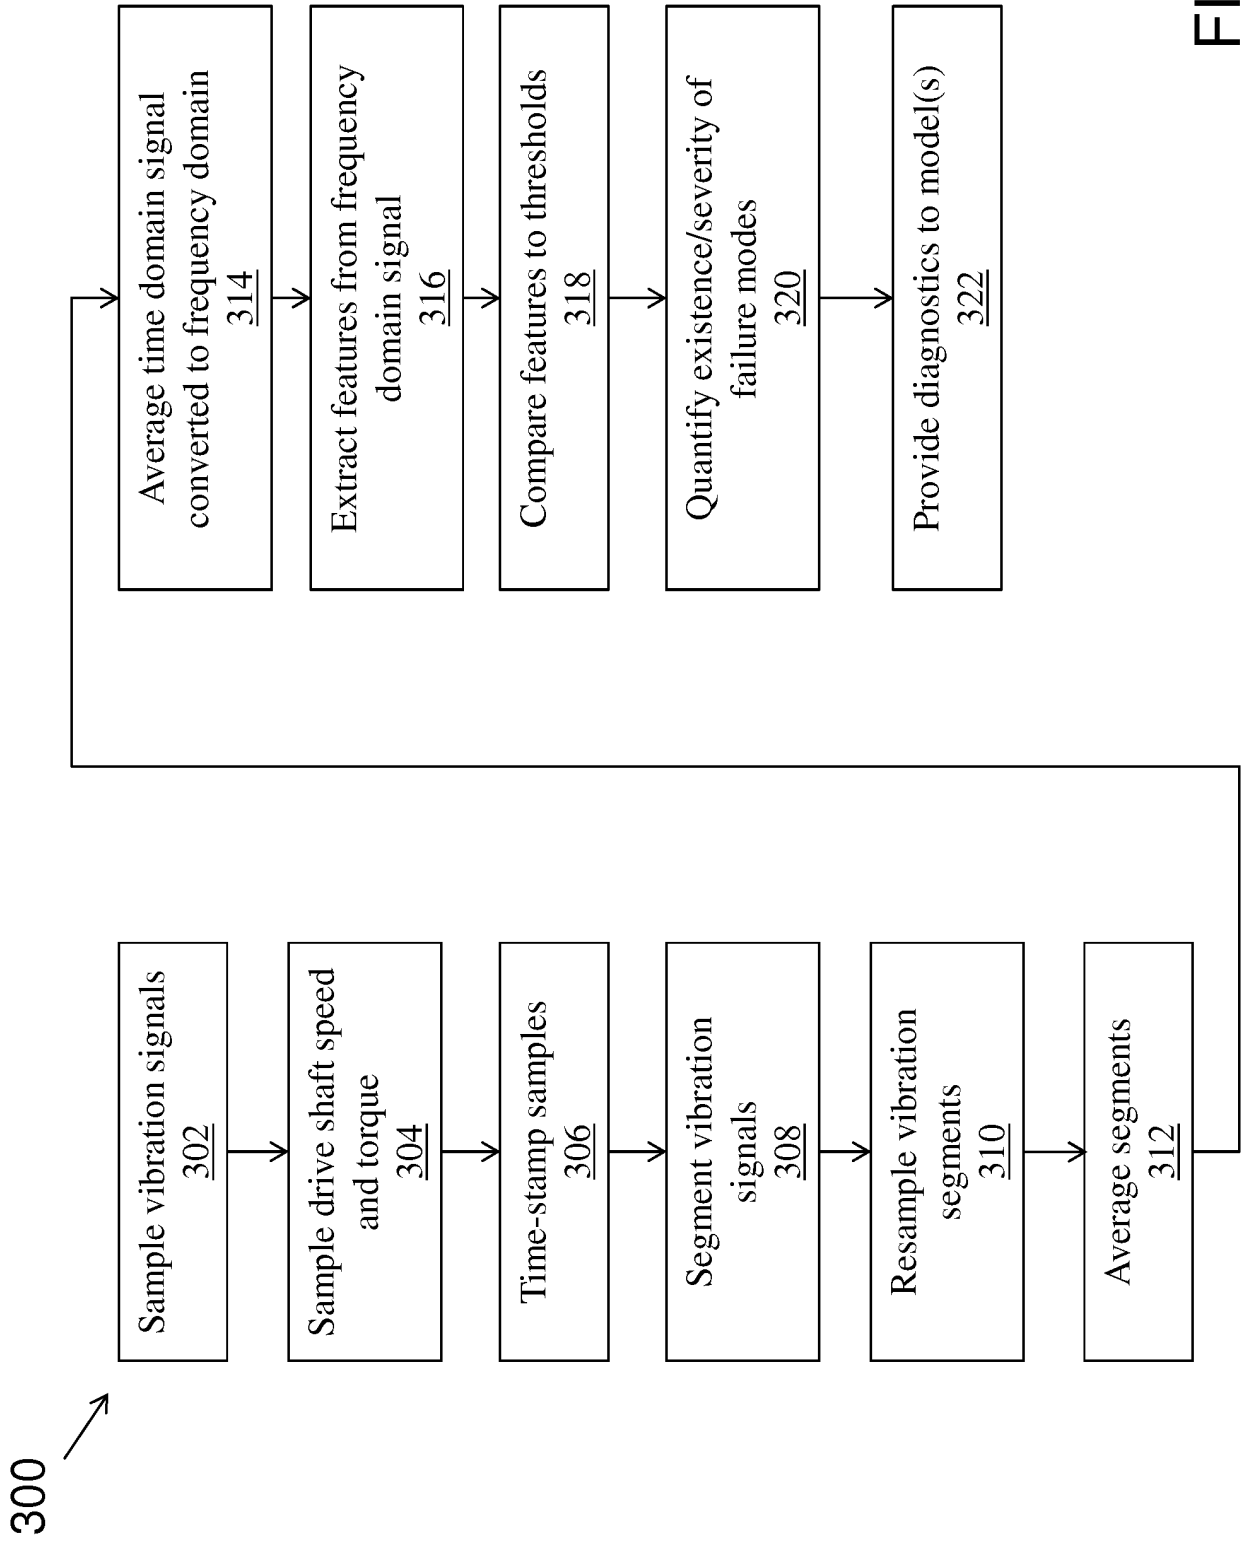 300
Sample vibration signals
302
Sample drive shaft speed
and torque
304
Time-stamp samples
306
Segment vibration
signals
308
Resample vibration
segments
310
Average segments
312
Average time domain signal
converted to frequency domain
314
Extract features from frequency
domain signal
316
Compare features to thresholds
318
Quantify existence/severity of
failure modes
320
Provide diagnostics to model(s)
322